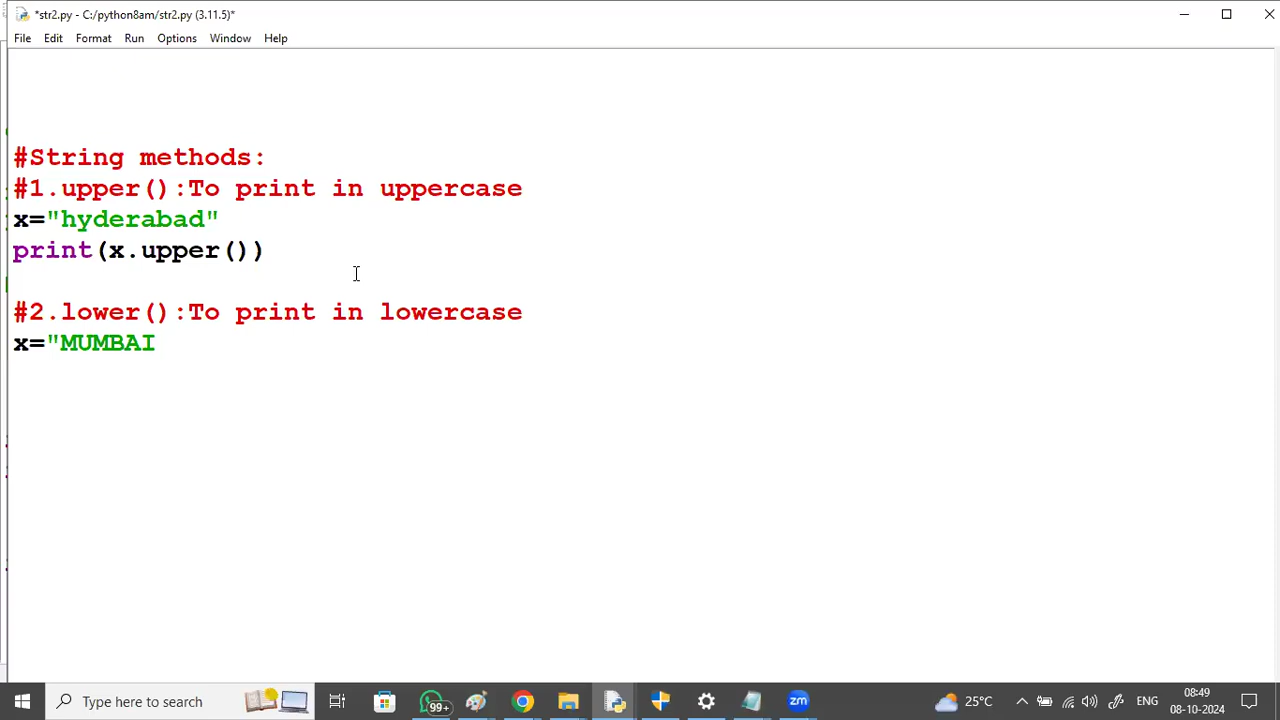 *str2.py - C:/python8am/str2.py (3.11.5)*
File Edit Format Run Options Window Help
#String methods:
#1.upper():To print in uppercase
x="hyderabad"
print(x.upper())
#2.lower():To print in lowercase
x="MUMBAI
Type here to search
99+
zm
25°C
ENG
08:49
08-10-2024